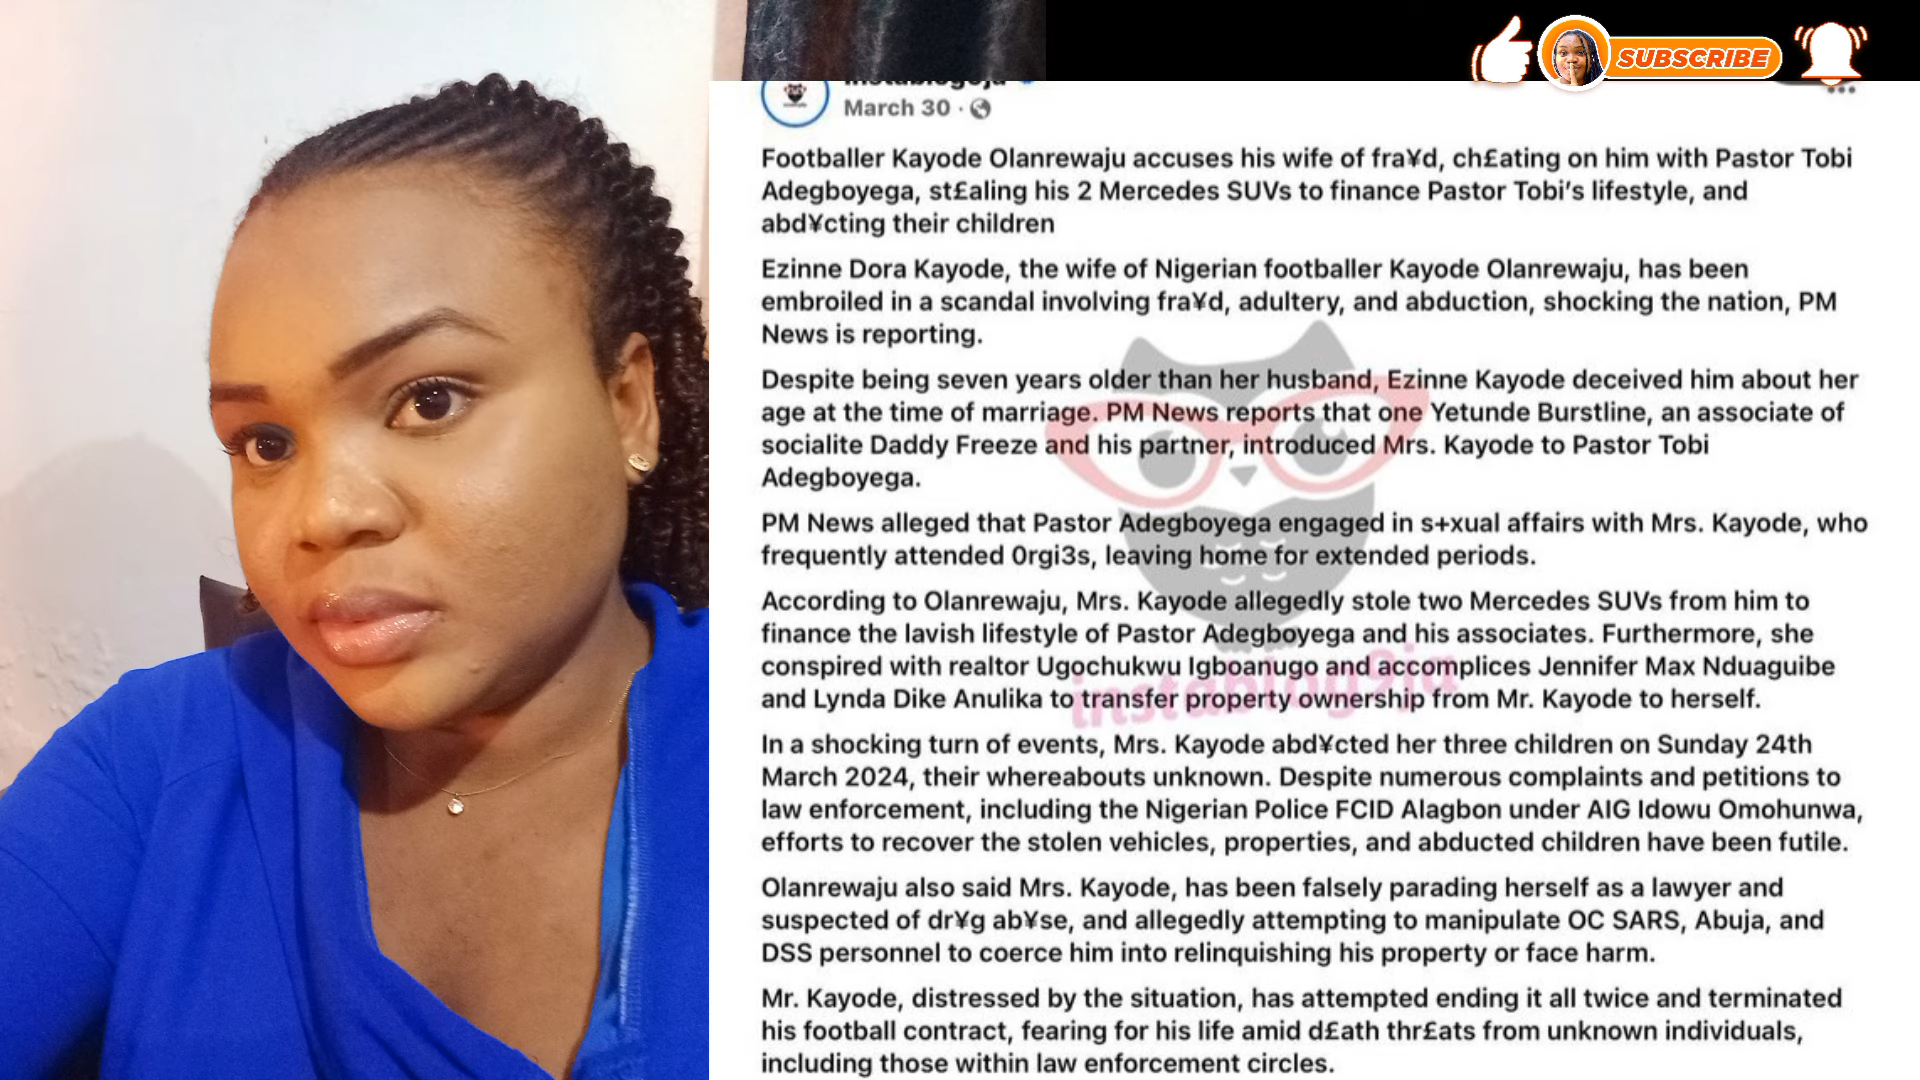 SUBSCRIBE
instablog9ja
March 30 ·
Footballer Kayode Olanrewaju accuses his wife of fra¥d, ch£ating on him with Pastor Tobi
Adegboyega, st£aling his 2 Mercedes SUVs to finance Pastor Tobi’s lifestyle, and
abd¥cting their children
Ezinne Dora Kayode, the wife of Nigerian footballer Kayode Olanrewaju, has been
embroiled in a scandal involving fra¥d, adultery, and abduction, shocking the nation, PM
News is reporting.
Despite being seven years older than her husband, Ezinne Kayode deceived him about her
age at the time of marriage. PM News reports that one Yetunde Burstline, an associate of
socialite Daddy Freeze and his partner, introduced Mrs. Kayode to Pastor Tobi
Adegboyega.
PM News alleged that Pastor Adegboyega engaged in s+xual affairs with Mrs. Kayode, who
frequently attended 0rgi3s, leaving home for extended periods.
According to Olanrewaju, Mrs. Kayode allegedly stole two Mercedes SUVs from him to
finance the lavish lifestyle of Pastor Adegboyega and his associates. Furthermore, she
conspired with realtor Ugochukwu Igboanugo and accomplices Jennifer Max Nduaguibe
and Lynda Dike Anulika to transfer property ownership from Mr. Kayode to herself.
instablog9ja
In a shocking turn of events, Mrs. Kayode abd¥cted her three children on Sunday 24th
March 2024, their whereabouts unknown. Despite numerous complaints and petitions to
law enforcement, including the Nigerian Police FCID Alagbon under AIG Idowu Omohunwa,
efforts to recover the stolen vehicles, properties, and abducted children have been futile.
Olanrewaju also said Mrs. Kayode, has been falsely parading herself as a lawyer and
suspected of dr¥g ab¥se, and allegedly attempting to manipulate OC SARS, Abuja, and
DSS personnel to coerce him into relinquishing his property or face harm.
Mr. Kayode, distressed by the situation, has attempted ending it all twice and terminated
his football contract, fearing for his life amid d£ath thr£ats from unknown individuals,
including those within law enforcement circles.